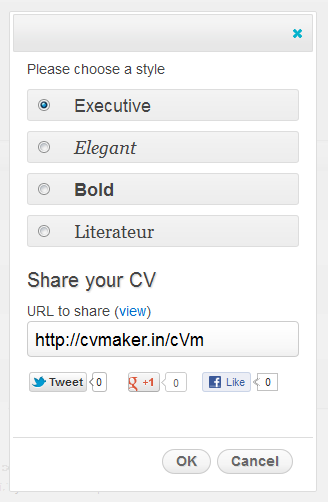 Please choose a style
Executive
Elegant
Bold
Literateur
Share your CV
URL to share (view)
http://cvmaker.in/cVm
Tweet 0 g +1 0 f Like 0
OK Cancel